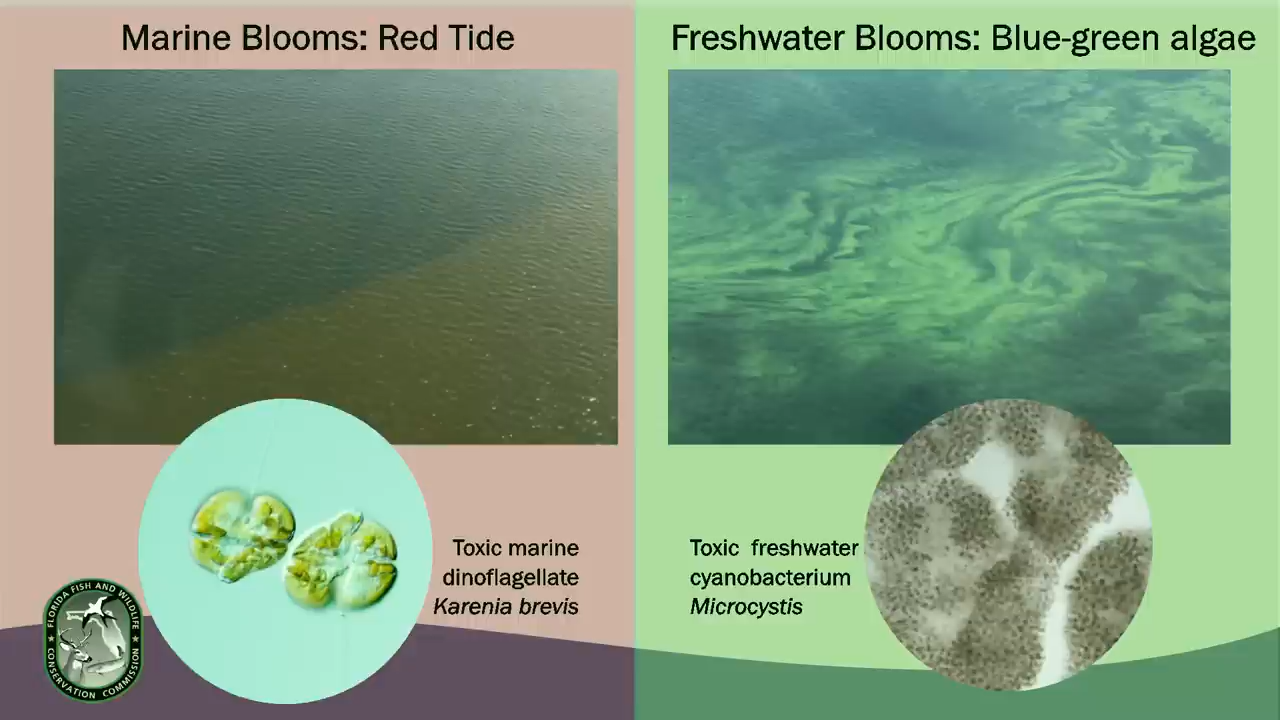 Marine Blooms: Red Tide
Freshwater Blooms: Blue-green algae
Toxic marine
dinoflagellate
Karenia brevis
Toxic freshwater
cyanobacterium
Microcystis
FLORIDA FISH AND WILDLIFE
CONSERVATION COMMISSION